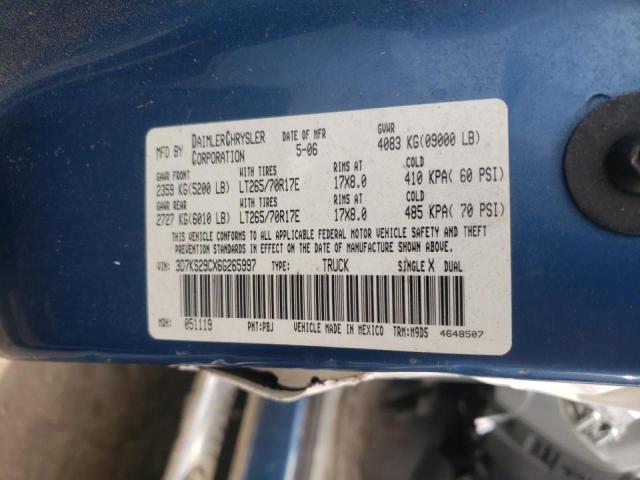 MFD BY DAIMLERCHRYSLER CORPORATION DATE OF MFR 5-06 GVWR 4083 KG(09000 LB)
GAWR FRONT WITH TIRES RIMS AT COLD
2359 KG(5200 LB) LT265/70R17E 17X8.0 410 KPA( 60 PSI)
GAWR REAR WITH TIRES RIMS AT COLD
2727 KG(6010 LB) LT265/70R17E 17X8.0 485 KPA( 70 PSI)
THIS VEHICLE CONFORMS TO ALL APPLICABLE FEDERAL MOTOR VEHICLE SAFETY AND THEFT
PREVENTION STANDARDS IN EFFECT ON THE DATE OF MANUFACTURE SHOWN ABOVE.
VIN: 3D7KS29CX6G265997 TYPE: TRUCK SINGLE X DUAL
MDH: 051119 PNT:PBJ VEHICLE MADE IN MEXICO TRM:M9D5 4648507